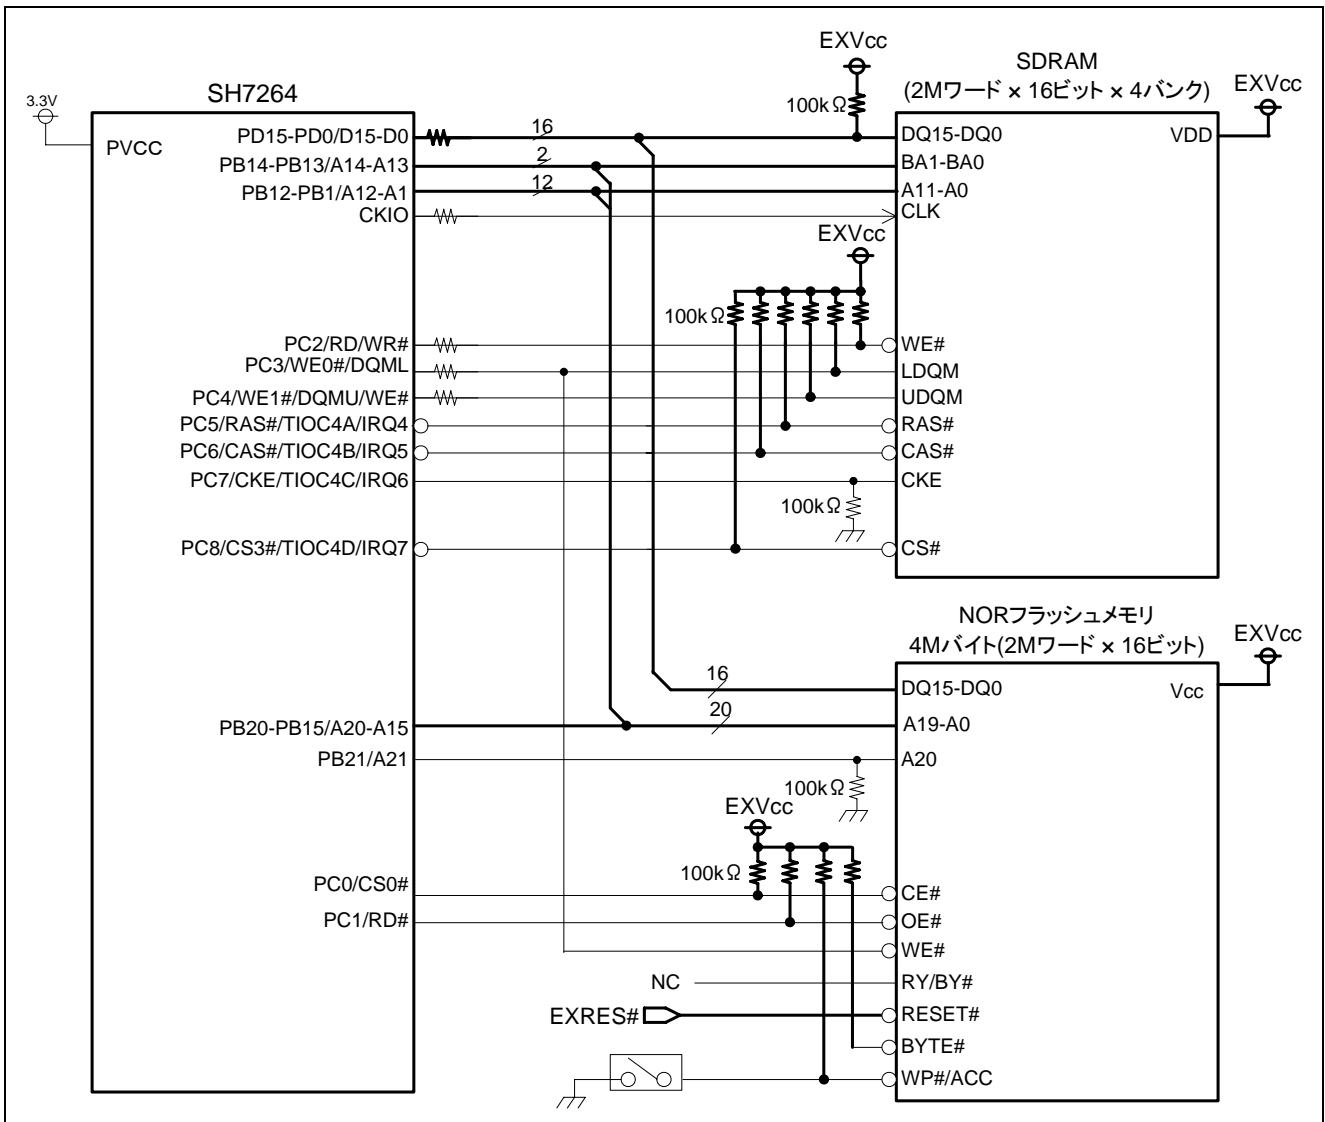 EXVcc
SDRAM
(2Mワード × 16ビット × 4バンク)
EXVcc
3.3V
SH7264
100kΩ
PVCC
PD15-PD0/D15-D0
16
DQ15-DQ0
VDD
PB14-PB13/A14-A13
2
BA1-BA0
PB12-PB1/A12-A1
12
A11-A0
CKIO
CLK
EXVcc
100kΩ
PC2/RD/WR#
WE#
PC3/WE0#/DQML
LDQM
PC4/WE1#/DQMU/WE#
UDQM
PC5/RAS#/TIOC4A/IRQ4
RAS#
PC6/CAS#/TIOC4B/IRQ5
CAS#
PC7/CKE/TIOC4C/IRQ6
CKE
100kΩ
PC8/CS3#/TIOC4D/IRQ7
CS#
NORフラッシュメモリ
4Mバイト(2Mワード × 16ビット)
EXVcc
16
DQ15-DQ0
Vcc
PB20-PB15/A20-A15
20
A19-A0
PB21/A21
A20
100kΩ
EXVcc
100kΩ
PC0/CS0#
CE#
PC1/RD#
OE#
WE#
NC
RY/BY#
EXRES#
RESET#
BYTE#
WP#/ACC